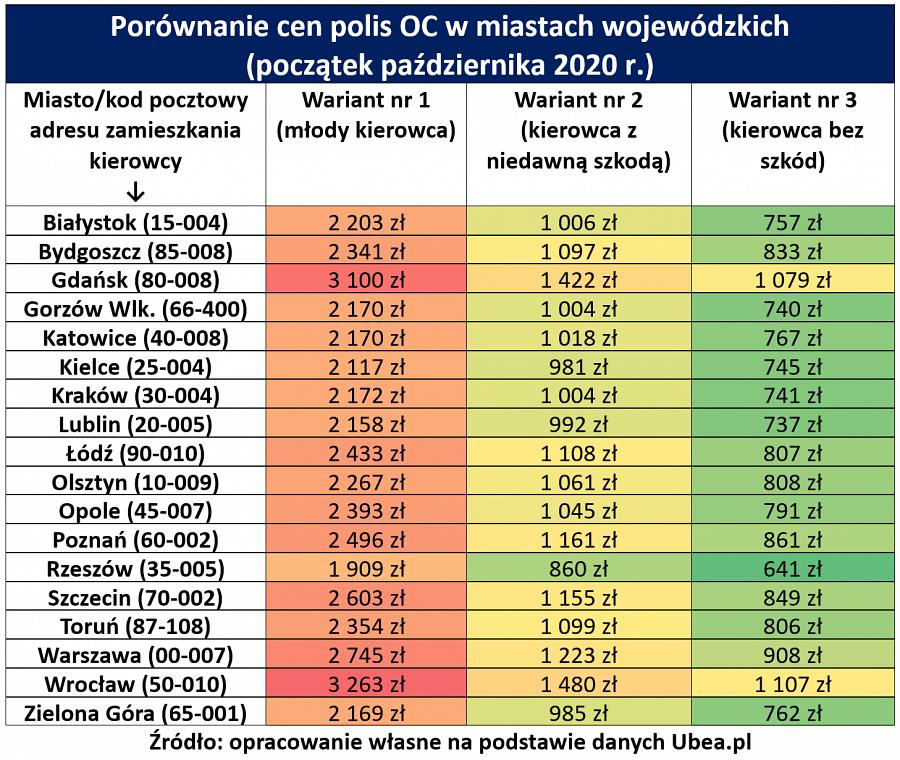 Porównanie cen polis OC w miastach wojewódzkich
(początek października 2020 r.)
Miasto/kod pocztowy adresu zamieszkania kierowcy ↓ | Wariant nr 1 (młody kierowca) | Wariant nr 2 (kierowca z niedawną szkodą) | Wariant nr 3 (kierowca bez szkód)
Białystok (15-004) | 2 203 zł | 1 006 zł | 757 zł
Bydgoszcz (85-008) | 2 341 zł | 1 097 zł | 833 zł
Gdańsk (80-008) | 3 100 zł | 1 422 zł | 1 079 zł
Gorzów Wlk. (66-400) | 2 170 zł | 1 004 zł | 740 zł
Katowice (40-008) | 2 170 zł | 1 018 zł | 767 zł
Kielce (25-004) | 2 117 zł | 981 zł | 745 zł
Kraków (30-004) | 2 172 zł | 1 004 zł | 741 zł
Lublin (20-005) | 2 158 zł | 992 zł | 737 zł
Łódź (90-010) | 2 433 zł | 1 108 zł | 807 zł
Olsztyn (10-009) | 2 267 zł | 1 061 zł | 808 zł
Opole (45-007) | 2 393 zł | 1 045 zł | 791 zł
Poznań (60-002) | 2 496 zł | 1 161 zł | 861 zł
Rzeszów (35-005) | 1 909 zł | 860 zł | 641 zł
Szczecin (70-002) | 2 603 zł | 1 155 zł | 849 zł
Toruń (87-108) | 2 354 zł | 1 099 zł | 806 zł
Warszawa (00-007) | 2 745 zł | 1 223 zł | 908 zł
Wrocław (50-010) | 3 263 zł | 1 480 zł | 1 107 zł
Zielona Góra (65-001) | 2 169 zł | 985 zł | 762 zł
Źródło: opracowanie własne na podstawie danych Ubea.pl